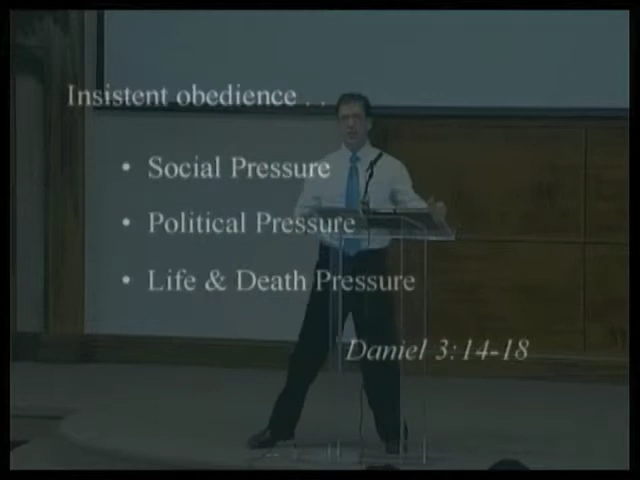 Insistent obedience . .
• Social Pressure
• Political Pressure
• Life & Death Pressure
Daniel 3:14-18